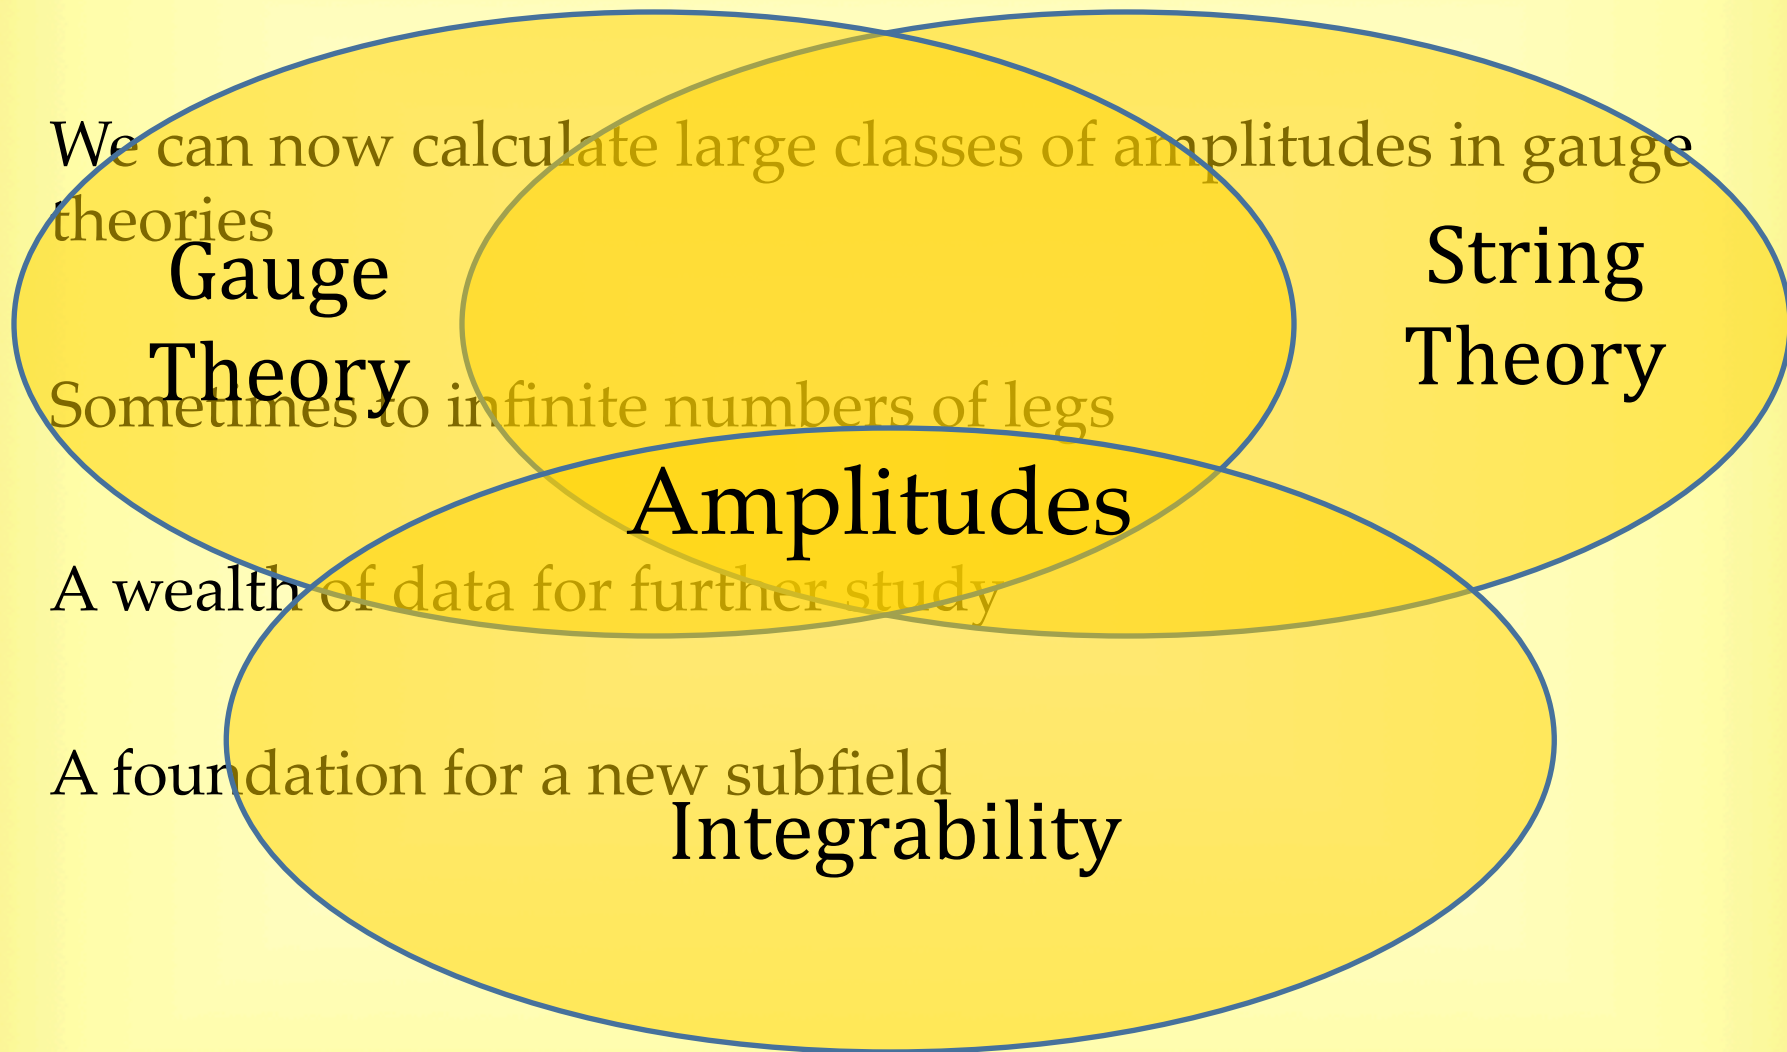 We can now calculate large classes of amplitudes in gauge
theories
Gauge
Theory
String
Theory
Sometimes to infinite numbers of legs
Amplitudes
A wealth of data for further study
A foundation for a new subfield
Integrability